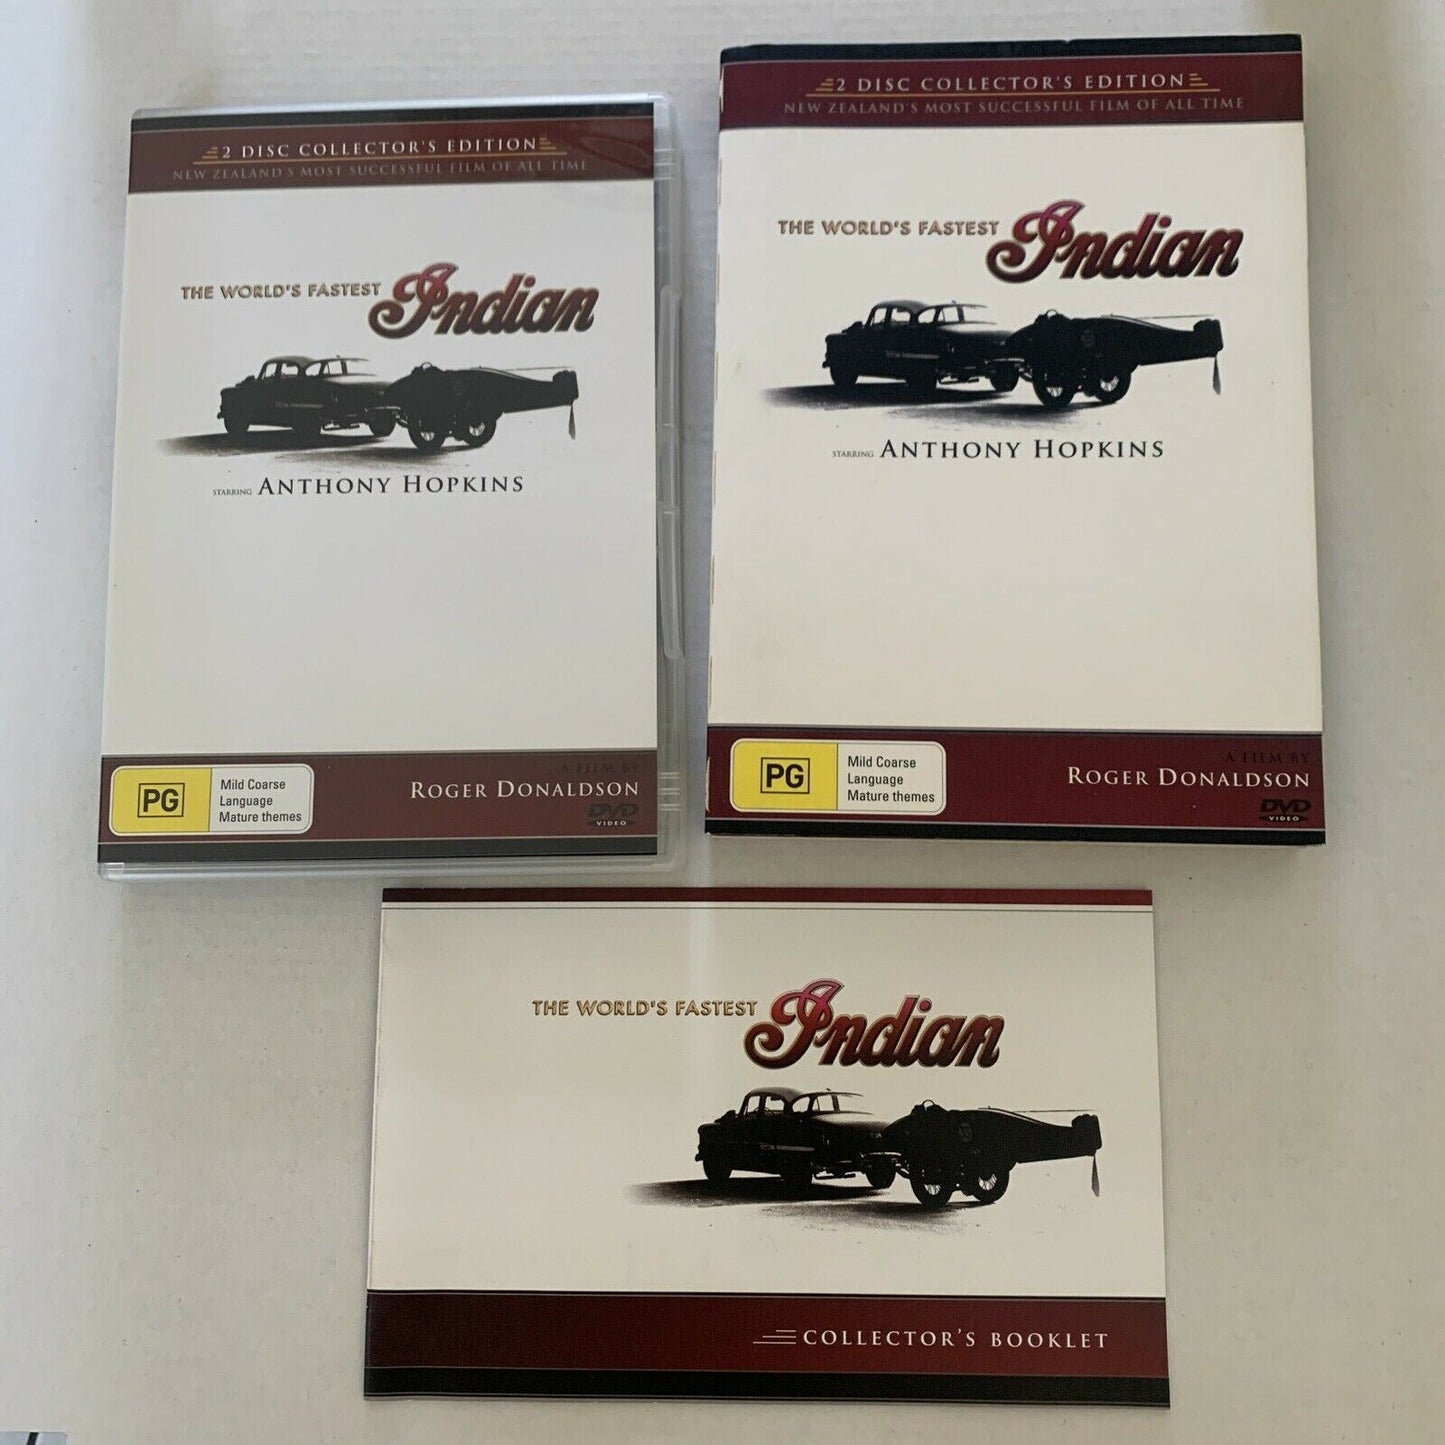 2 DISC COLLECTOR'S EDITION
NEW ZEALAND'S MOST SUCCESSFUL FILM OF ALL TIME
THE WORLD'S FASTEST Indian
STARRING ANTHONY HOPKINS
PG
Mild Coarse
Language
Mature themes
A FILM BY
ROGER DONALDSON
DVD
VIDEO
2 DISC COLLECTOR'S EDITION
NEW ZEALAND'S MOST SUCCESSFUL FILM OF ALL TIME
THE WORLD'S FASTEST Indian
STARRING ANTHONY HOPKINS
PG
Mild Coarse
Language
Mature themes
A FILM BY
ROGER DONALDSON
DVD
VIDEO
THE WORLD'S FASTEST Indian
COLLECTOR'S BOOKLET